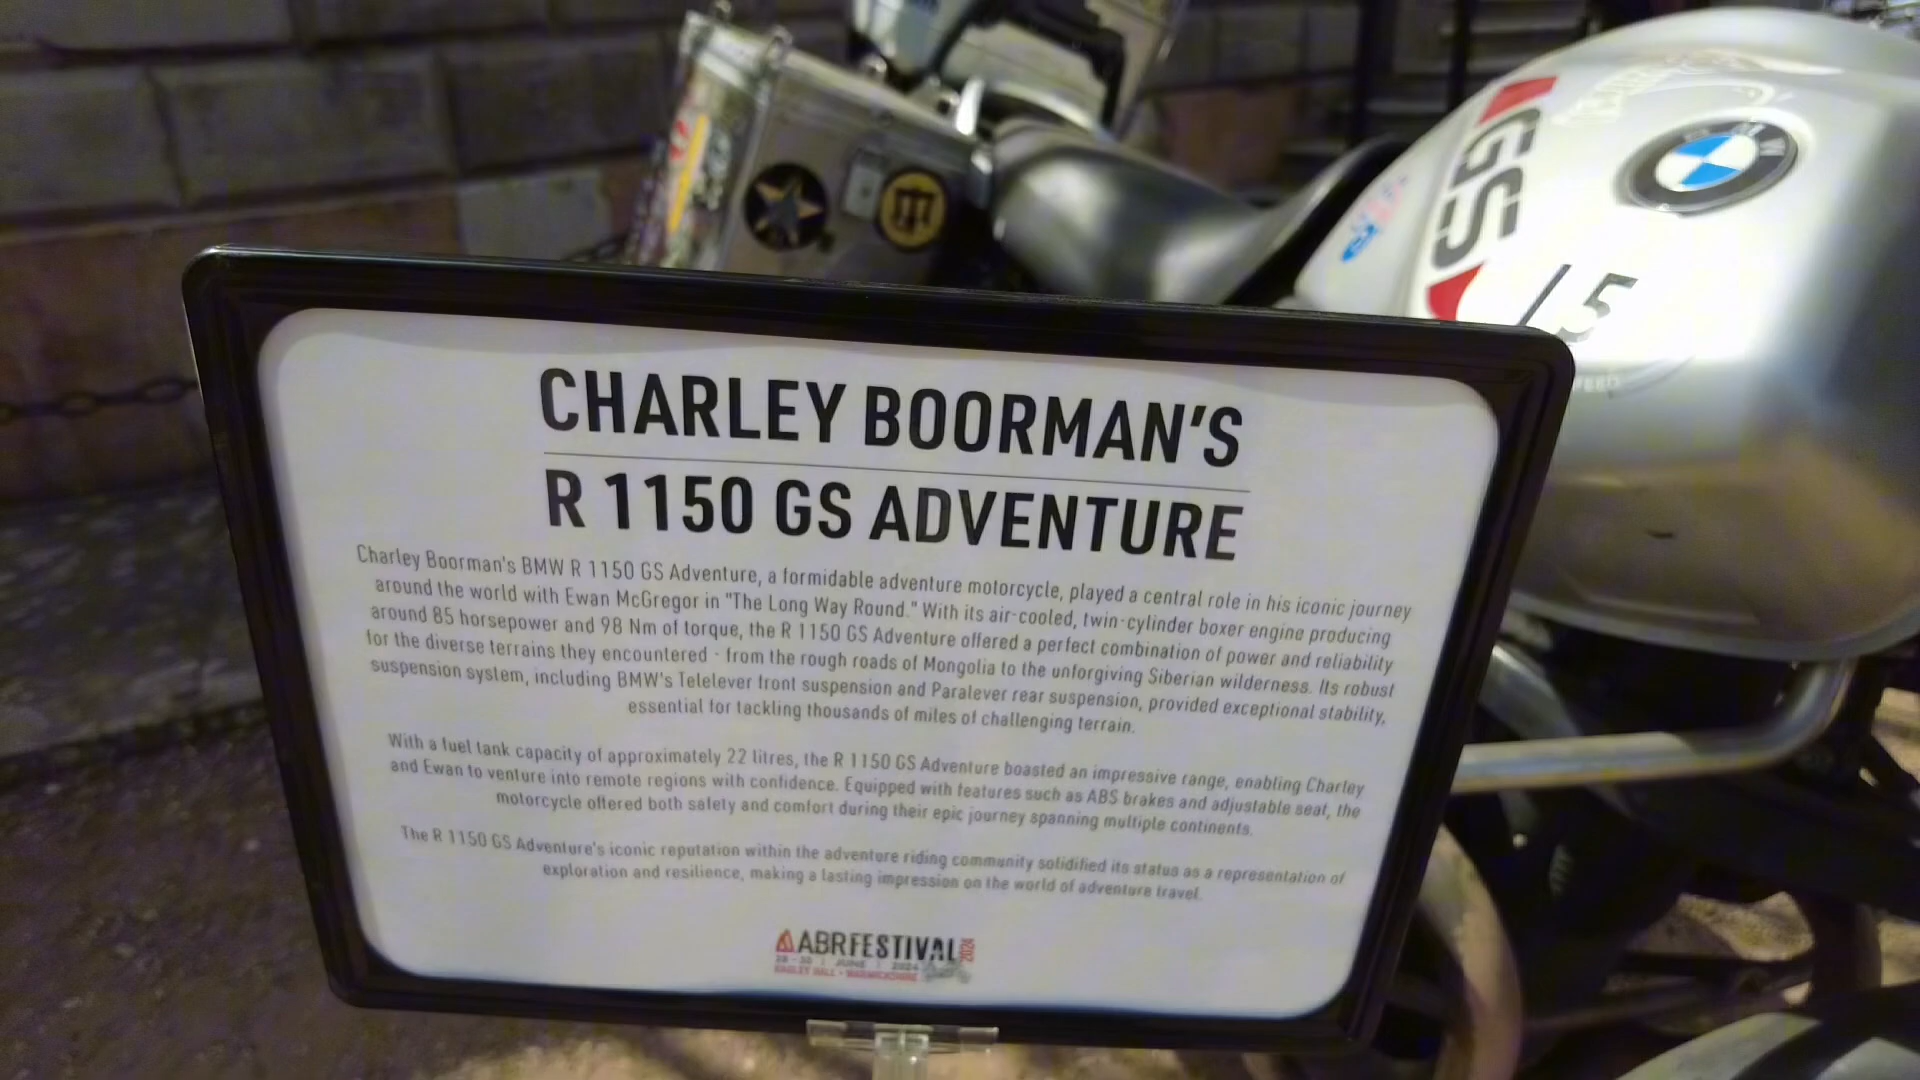 GS
BMW
15
CHARLEY BOORMAN'S
R 1150 GS ADVENTURE
Charley Boorman's BMW R 1150 GS Adventure, a formidable adventure motorcycle, played a central role in his iconic journey
around the world with Ewan McGregor in "The Long Way Round." With its air-cooled, twin-cylinder boxer engine producing
around 85 horsepower and 98 Nm of torque, the R 1150 GS Adventure offered a perfect combination of power and reliability
for the diverse terrains they encountered - from the rough roads of Mongolia to the unforgiving Siberian wilderness. Its robust
suspension system, including BMW's Telelever front suspension and Paralever rear suspension, provided exceptional stability,
essential for tackling thousands of miles of challenging terrain.
With a fuel tank capacity of approximately 22 litres, the R 1150 GS Adventure boasted an impressive range, enabling Charley
and Ewan to venture into remote regions with confidence. Equipped with features such as ABS brakes and adjustable seat, the
motorcycle offered both safety and comfort during their epic journey spanning multiple continents.
The R 1150 GS Adventure's iconic reputation within the adventure riding community solidified its status as a representation of
exploration and resilience, making a lasting impression on the world of adventure travel.
ABRFESTIVAL 2024
28 - 30 | JUNE | 2024
RAGLEY HALL • WARWICKSHIRE